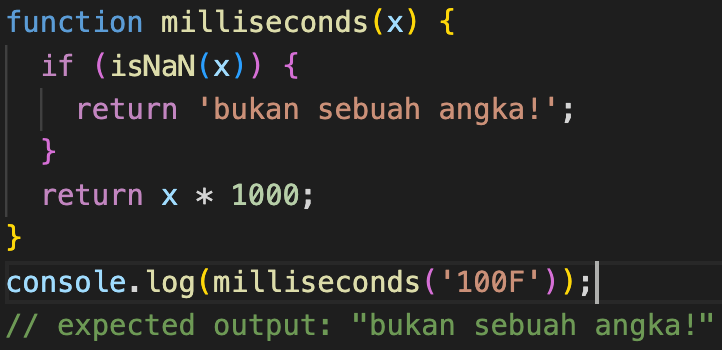 function milliseconds(x) {
  if (isNaN(x)) {
    return 'bukan sebuah angka!';
  }
  return x * 1000;
}
console.log(milliseconds('100F'));
// expected output: "bukan sebuah angka!"